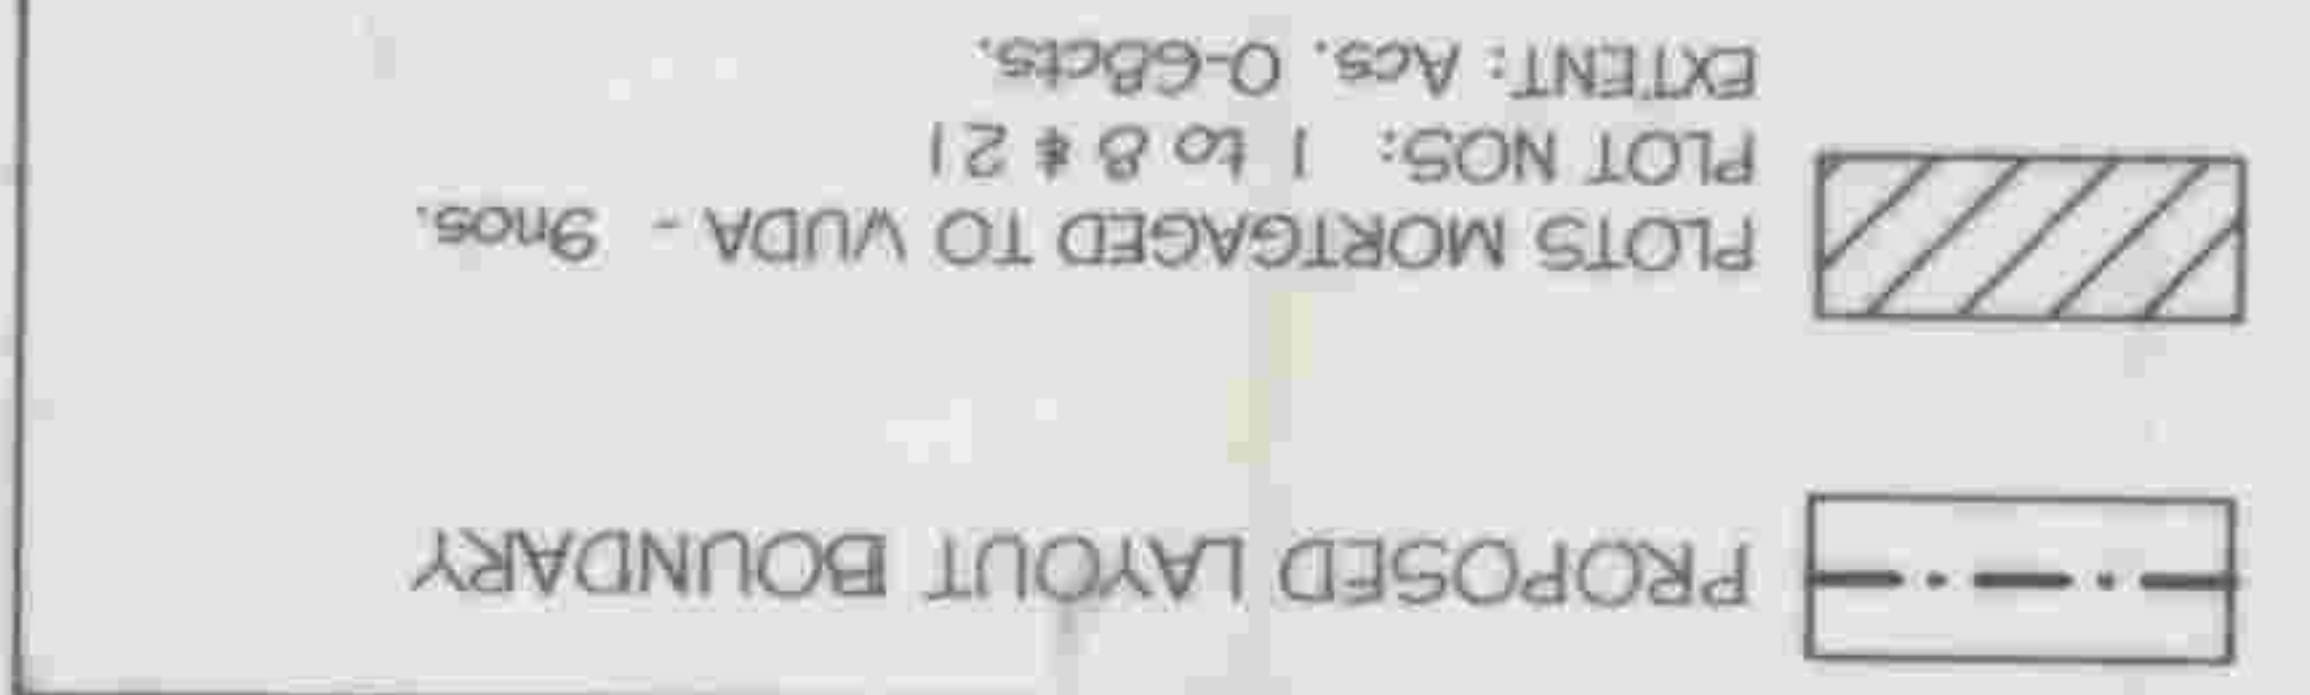 PROPOSED LAYOUT BOUNDARY
PLOTS MORTGAGED TO VUDA - 9nos.
PLOT NOS: 1 to 8 & 21
EXTENT: Acs. 0-68cts.